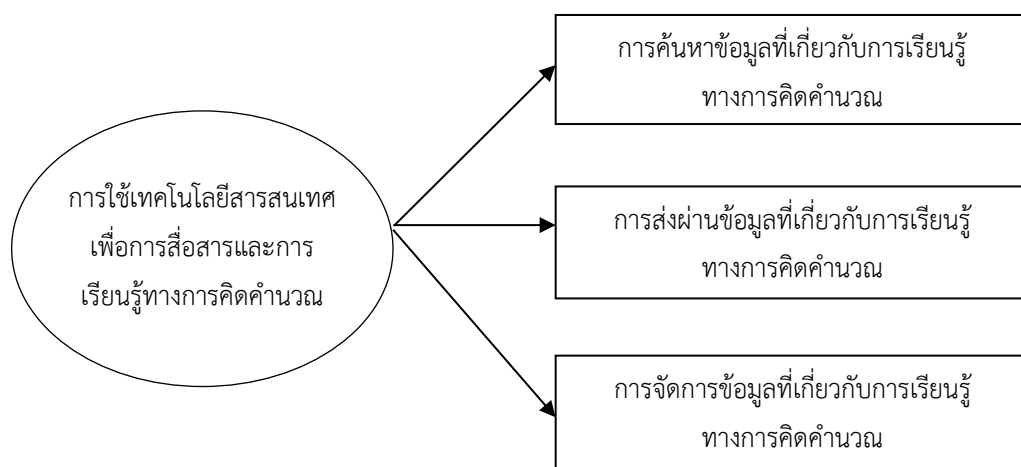 การค้นหาข้อมูลที่เกี่ยวกับการเรียนรู้
ทางการคิดคำนวณ
การใช้เทคโนโลยีสารสนเทศ
เพื่อการสื่อสารและการ
เรียนรู้ทางการคิดคำนวณ
การส่งผ่านข้อมูลที่เกี่ยวกับการเรียนรู้
ทางการคิดคำนวณ
การจัดการข้อมูลที่เกี่ยวกับการเรียนรู้
ทางการคิดคำนวณ